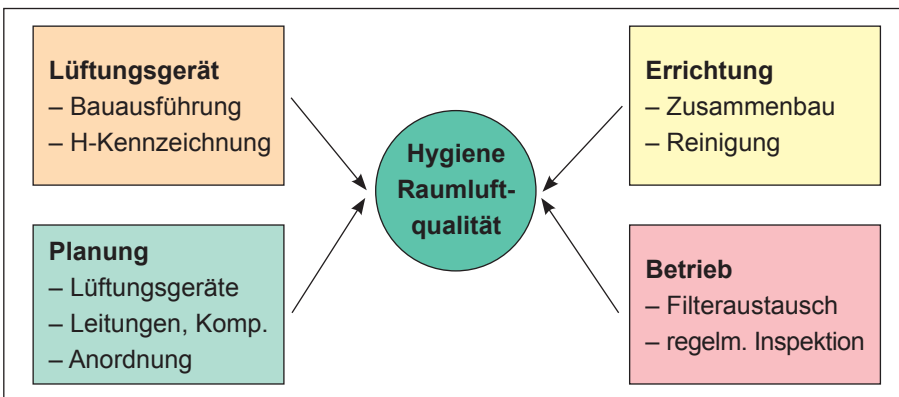 Lüftungsgerät
– Bauausführung
– H-Kennzeichnung
Errichtung
– Zusammenbau
– Reinigung
Hygiene
Raumluft-
qualität
Planung
– Lüftungsgeräte
– Leitungen, Komp.
– Anordnung
Betrieb
– Filteraustausch
– regelm. Inspektion